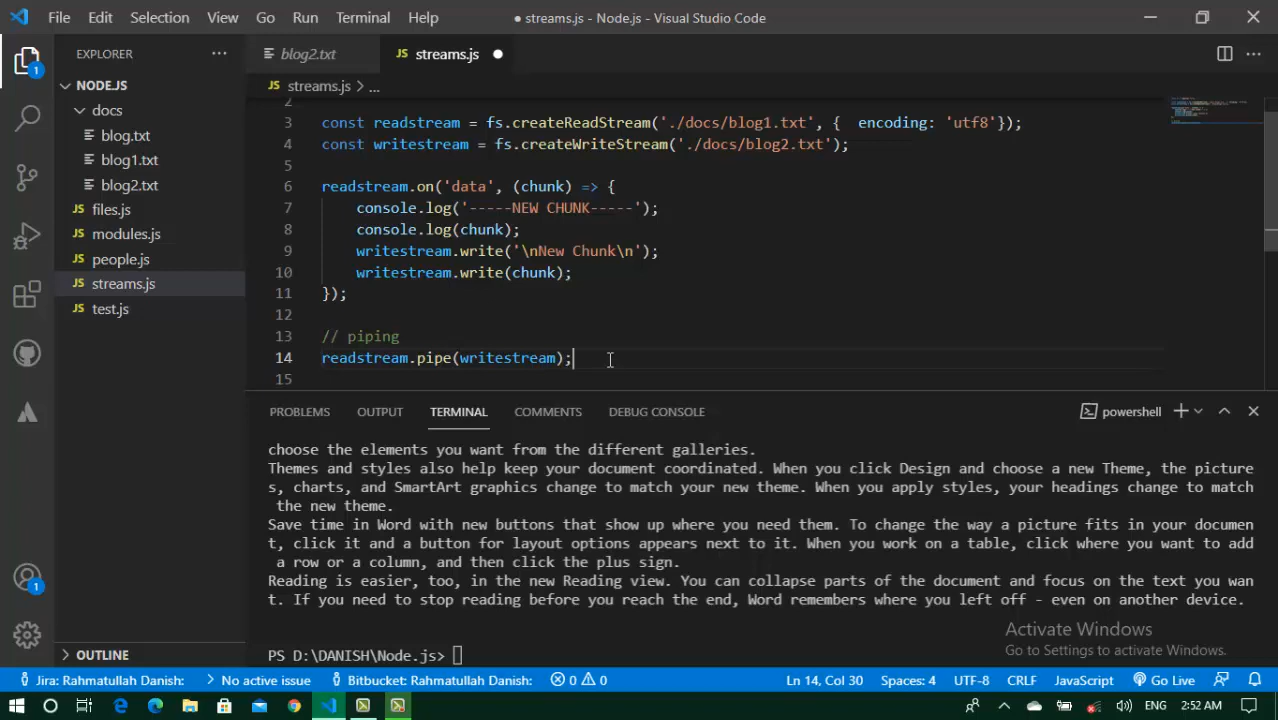 File Edit Selection View Go Run Terminal Help ● streams.js - Node.js - Visual Studio Code
EXPLORER ···
NODE.JS
docs
blog.txt
blog1.txt
blog2.txt
JS files.js
JS modules.js
JS people.js
JS streams.js
JS test.js
OUTLINE
1
1
blog2.txt JS streams.js ●
JS streams.js > ...
2
3 const readstream = fs.createReadStream('./docs/blog1.txt', {  encoding: 'utf8'});
4 const writestream = fs.createWriteStream('./docs/blog2.txt');
5
6 readstream.on('data', (chunk) => {
7 console.log('-----NEW CHUNK-----');
8 console.log(chunk);
9 writestream.write('\nNew Chunk\n');
10 writestream.write(chunk);
11 });
12
13 // piping
14 readstream.pipe(writestream);
15
PROBLEMS OUTPUT TERMINAL COMMENTS DEBUG CONSOLE powershell
choose the elements you want from the different galleries.
Themes and styles also help keep your document coordinated. When you click Design and choose a new Theme, the picture
s, charts, and SmartArt graphics change to match your new theme. When you apply styles, your headings change to match
the new theme.
Save time in Word with new buttons that show up where you need them. To change the way a picture fits in your documen
t, click it and a button for layout options appears next to it. When you work on a table, click where you want to add
a row or a column, and then click the plus sign.
Reading is easier, too, in the new Reading view. You can collapse parts of the document and focus on the text you wan
t. If you need to stop reading before you reach the end, Word remembers where you left off - even on another device.
PS D:\DANISH\Node.js>
Activate Windows
Go to Settings to activate Windows.
Jira: Rahmatullah Danish: > No active issue Bitbucket: Rahmatullah Danish: 0 0 Ln 14, Col 30 Spaces: 4 UTF-8 CRLF JavaScript Go Live
ENG 2:52 AM